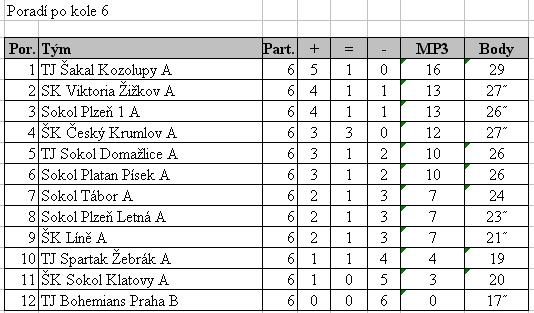 Poradí po kole 6
Por. Tým Part. + = - MP3 Body
1 TJ Šakal Kozolupy A 6 5 1 0 16 29
2 SK Viktoria Žižkov A 6 4 1 1 13 27˝
3 Sokol Plzeň 1 A 6 4 1 1 13 26˝
4 ŠK Český Krumlov A 6 3 3 0 12 27˝
5 TJ Sokol Domažlice A 6 3 1 2 10 26
6 Sokol Platan Písek A 6 3 1 2 10 26
7 Sokol Tábor A 6 2 1 3 7 24
8 Sokol Plzeň Letná A 6 2 1 3 7 23˝
9 ŠK Líně A 6 2 1 3 7 21˝
10 TJ Spartak Žebrák A 6 1 1 4 4 19
11 ŠK Sokol Klatovy A 6 1 0 5 3 20
12 TJ Bohemians Praha B 6 0 0 6 0 17˝